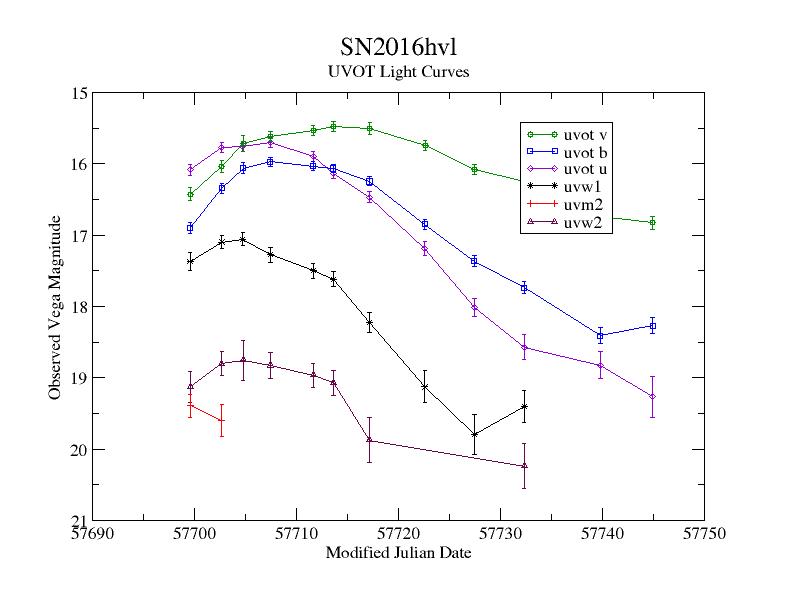 SN2016hvl
UVOT Light Curves
Observed Vega Magnitude
15
16
17
18
19
20
21
uvot v
uvot b
uvot u
uvw1
uvm2
uvw2
57690 57700 57710 57720 57730 57740 57750
Modified Julian Date